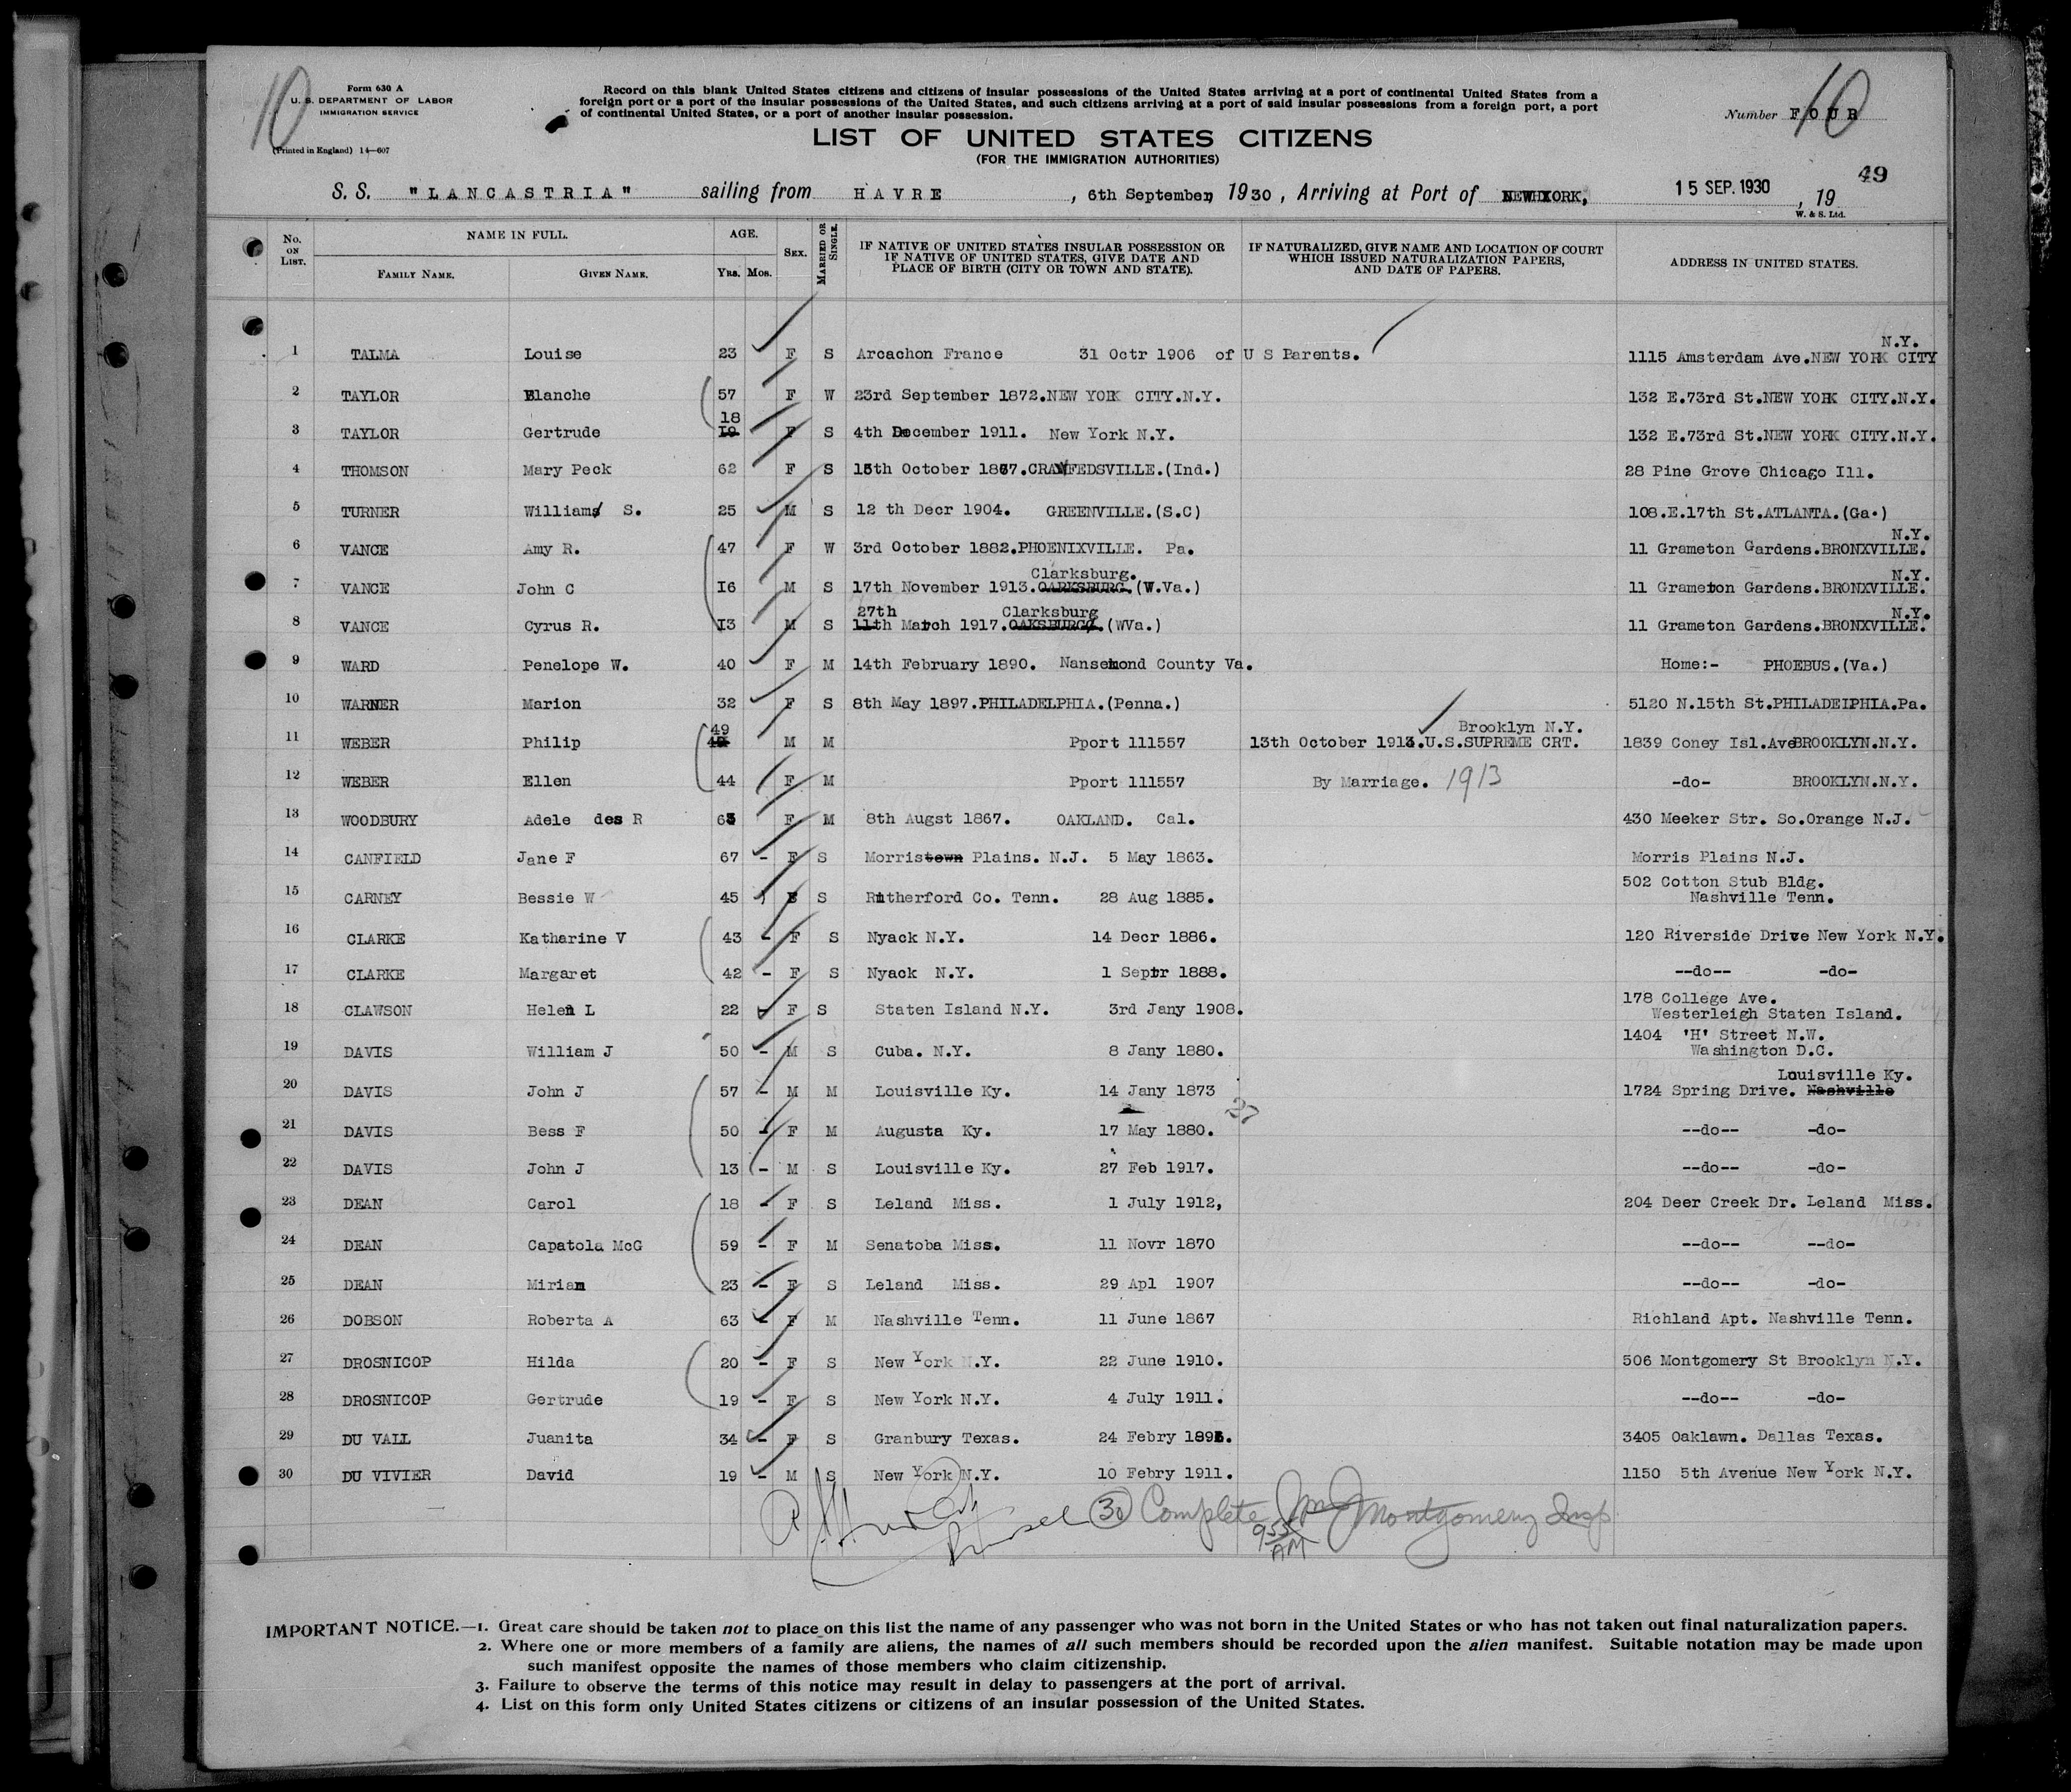 10
Form 630 A
U. S. DEPARTMENT OF LABOR
IMMIGRATION SERVICE
(Printed in England) 14—607
Record on this blank United States citizens and citizens of insular possessions of the United States arriving at a port of continental United States from a
foreign port or a port of the insular possessions of the United States, and such citizens arriving at a port of said insular possessions from a foreign port, a port
of continental United States, or a port of another insular possession.
Number FOUR
10
LIST OF UNITED STATES CITIZENS
(FOR THE IMMIGRATION AUTHORITIES)
49
S. S. "LANCASTRIA" sailing from HAVRE, 6th September, 1930, Arriving at Port of NEW YORK, 15 SEP. 1930, 19
W. & S. Ltd.
No. ON LIST. NAME IN FULL. FAMILY NAME. GIVEN NAME. AGE. YRS. MOS. SEX. MARRIED OR SINGLE. IF NATIVE OF UNITED STATES INSULAR POSSESSION OR IF NATIVE OF UNITED STATES, GIVE DATE AND PLACE OF BIRTH (CITY OR TOWN AND STATE). IF NATURALIZED, GIVE NAME AND LOCATION OF COURT WHICH ISSUED NATURALIZATION PAPERS, AND DATE OF PAPERS. ADDRESS IN UNITED STATES.
1 TALMA Louise 23 F S Arcachon France 31 Octr 1906 of U S Parents. 1115 Amsterdam Ave.NEW YORK CITY N.Y.
2 TAYLOR Blanche 57 F W 23rd September 1872.NEW YORK CITY.N.Y. 132 E.73rd St.NEW YORK CITY.N.Y.
3 TAYLOR Gertrude 18 19 F S 4th December 1911. New York N.Y. 132 E.73rd St.NEW YORK CITY.N.Y.
4 THOMSON Mary Peck 62 F S 15th October 1867.CRAWFEDSVILLE.(Ind.) 28 Pine Grove Chicago Ill.
5 TURNER Williams S. 25 M S 12 th Decr 1904. GREENVILLE.(S.C) 108.E.17th St.ATLANTA.(Ga.)
6 VANCE Amy R. 47 F W 3rd October 1882.PHOENIXVILLE. Pa. 11 Grameton Gardens.BRONXVILLE. N.Y.
7 VANCE John C 16 M S 17th November 1913.OARKSBURG. Clarksburg. (W.Va.) 11 Grameton Gardens.BRONXVILLE. N.Y.
8 VANCE Cyrus R. 13 M S 27th 11th March 1917.OAKSBURG. Clarksburg (WVa.) 11 Grameton Gardens.BRONXVILLE. N.Y.
9 WARD Penelope W. 40 F M 14th February 1890. Nansemond County Va. Home:- PHOEBUS.(Va.)
10 WARNER Marion 32 F S 8th May 1897.PHILADELPHIA.(Penna.) 5120 N.15th St.PHILADElPHIA.Pa.
11 WEBER Philip 49 M M Pport 111557 13th October 1913.U.S.SUPREME CRT. Brooklyn N.Y. 1839 Coney Isl.Ave BROOKLYN.N.Y.
12 WEBER Ellen 44 F M Pport 111557 By Marriage. 1913 -do- BROOKLYN.N.Y.
13 WOODBURY Adele des R 63 F M 8th Augst 1867. OAKLAND. Cal. 430 Meeker Str. So.Orange N.J.
14 CANFIELD Jane F 67 - F S Morristown Plains. N.J. 5 May 1863. Morris Plains N.J.
15 CARNEY Bessie W 45 F S Rutherford Co. Tenn. 28 Aug 1885. 502 Cotton Stub Bldg. Nashville Tenn.
16 CLARKE Katharine V 43 - F S Nyack N.Y. 14 Decr 1886. 120 Riverside Drive New York N.Y.
17 CLARKE Margaret 42 - F S Nyack N.Y. 1 Septr 1888. --do-- -do-
18 CLAWSON Helen L 22 - F S Staten Island N.Y. 3rd Jany 1908. 178 College Ave. Westerleigh Staten Island.
19 DAVIS William J 50 - M S Cuba. N.Y. 8 Jany 1880. 1404 'H' Street N.W. Washington D.C.
20 DAVIS John J 57 - M M Louisville Ky. 14 Jany 1873 1724 Spring Drive. Nashville Louisville Ky.
27
21 DAVIS Bess F 50 - F M Augusta Ky. 17 May 1880. --do-- -do-
22 DAVIS John J 13 - M S Louisville Ky. 27 Feb 1917. --do-- -do-
23 DEAN Carol 18 - F S Leland Miss. 1 July 1912, 204 Deer Creek Dr. Leland Miss.
24 DEAN Capatola McG 59 - F M Senatoba Miss. 11 Novr 1870 --do-- --do-
25 DEAN Miriam 23 - F S Leland Miss. 29 Apl 1907 --do-- -do-
26 DOBSON Roberta A 63 - F M Nashville Tenn. 11 June 1867 Richland Apt. Nashville Tenn.
27 DROSNICOP Hilda 20 - F S New York N.Y. 22 June 1910. 506 Montgomery St Brooklyn N.Y.
28 DROSNICOP Gertrude 19 - F S New York N.Y. 4 July 1911. --do-- -do-
29 DU VALL Juanita 34 - F S Granbury Texas. 24 Febry 1896. 3405 Oaklawn. Dallas Texas.
30 DU VIVIER David 19 - M S New York N.Y. 10 Febry 1911. 1150 5th Avenue New York N.Y.
30 Complete Montgomery Insp
9 55 AM
IMPORTANT NOTICE.—1. Great care should be taken not to place on this list the name of any passenger who was not born in the United States or who has not taken out final naturalization papers.
2. Where one or more members of a family are aliens, the names of all such members should be recorded upon the alien manifest. Suitable notation may be made upon
such manifest opposite the names of those members who claim citizenship.
3. Failure to observe the terms of this notice may result in delay to passengers at the port of arrival.
4. List on this form only United States citizens or citizens of an insular possession of the United States.